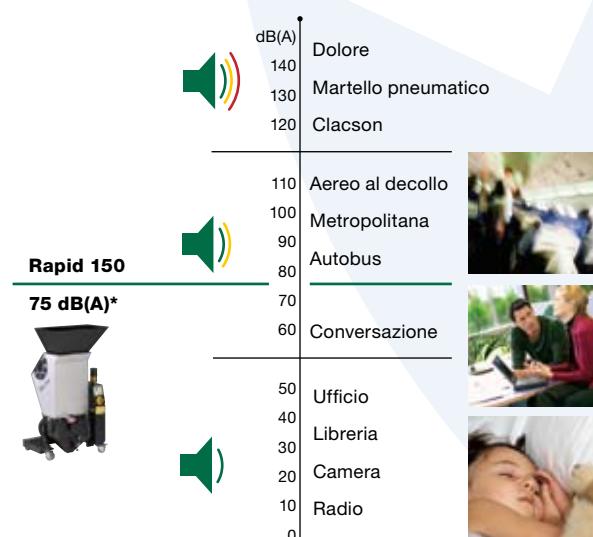 dB(A)
Dolore
140
Martello pneumatico
130
120 Clacson
110 Aereo al decollo
100
Metropolitana
90
Autobus
80
Rapid 150
75 dB(A)*
70
60 Conversazione
50
Ufficio
40
Libreria
30
Camera
20
10 Radio
0